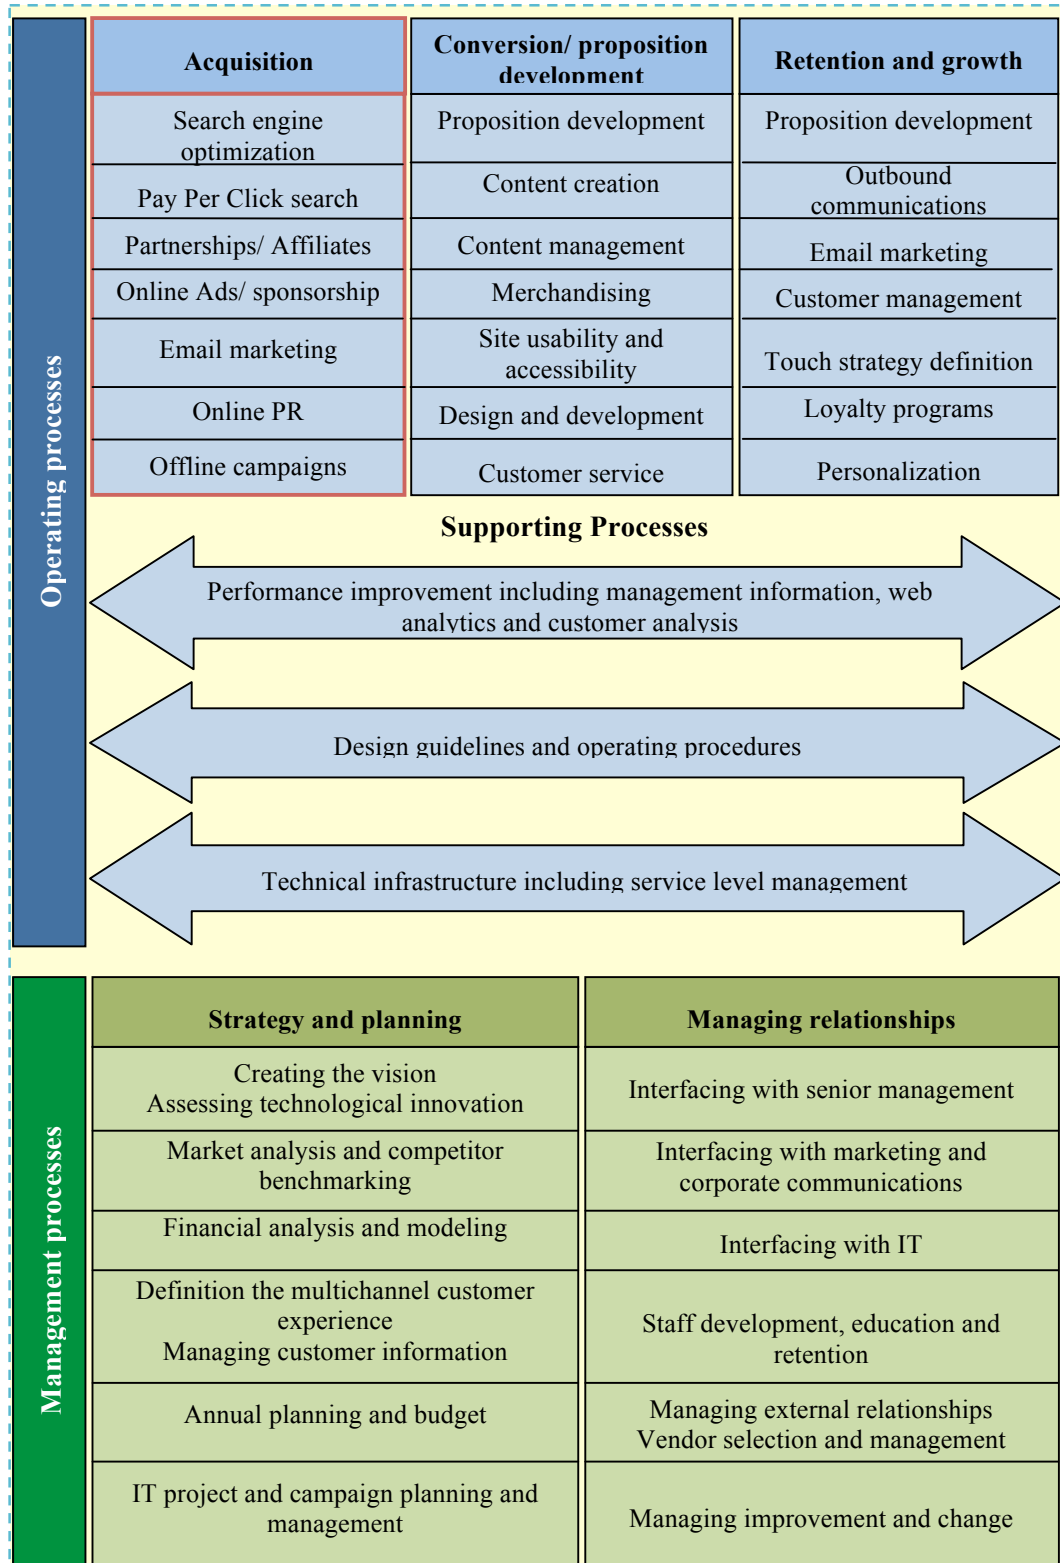 Operating processes
Acquisition
Search engine
optimization
Pay Per Click search
Partnerships/ Affiliates
Online Ads/ sponsorship
Email marketing
Online PR
Offline campaigns
Conversion/ proposition
development
Proposition development
Content creation
Content management
Merchandising
Site usability and
accessibility
Design and development
Customer service
Retention and growth
Proposition development
Outbound
communications
Email marketing
Customer management
Touch strategy definition
Loyalty programs
Personalization
Supporting Processes
Performance improvement including management information, web
analytics and customer analysis
Design guidelines and operating procedures
Technical infrastructure including service level management
Management processes
Strategy and planning
Creating the vision
Assessing technological innovation
Market analysis and competitor
benchmarking
Financial analysis and modeling
Definition the multichannel customer
experience
Managing customer information
Annual planning and budget
IT project and campaign planning and
management
Managing relationships
Interfacing with senior management
Interfacing with marketing and
corporate communications
Interfacing with IT
Staff development, education and
retention
Managing external relationships
Vendor selection and management
Managing improvement and change